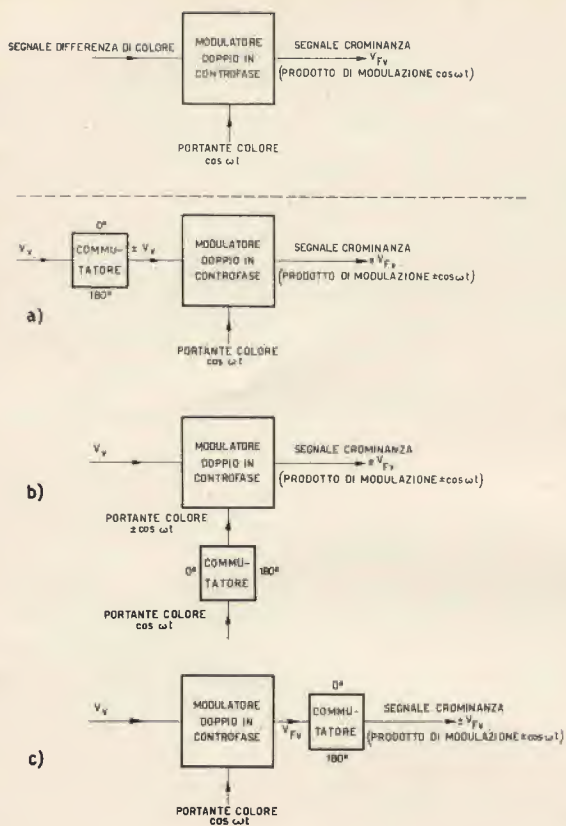 SEGNALE DIFFERENZA DI COLORE
MODULATORE
DOPPIO IN
CONTROFASE
SEGNALE CROMINANZA
V_Fv
(PRODOTTO DI MODULAZIONE cos ωt)
PORTANTE COLORE
cos ωt
a)
V_v
0°
COMMU-
TATORE
180°
± V_v
MODULATORE
DOPPIO IN
CONTROFASE
SEGNALE CROMINANZA
± V_Fv
(PRODOTTO DI MODULAZIONE ±cos ωt)
PORTANTE COLORE
cos ωt
b)
V_v
MODULATORE
DOPPIO IN
CONTROFASE
SEGNALE CROMINANZA
± V_Fv
(PRODOTTO DI MODULAZIONE ±cos ωt)
PORTANTE COLORE
±cos ωt
0°
COMMU-
TATORE
180°
PORTANTE COLORE
cos ωt
c)
V_v
MODULATORE
DOPPIO IN
CONTROFASE
V_Fv
0°
COMMU-
TATORE
180°
SEGNALE CROMINANZA
± V_Fv
(PRODOTTO DI MODULAZIONE ±cos ωt)
PORTANTE COLORE
cos ωt